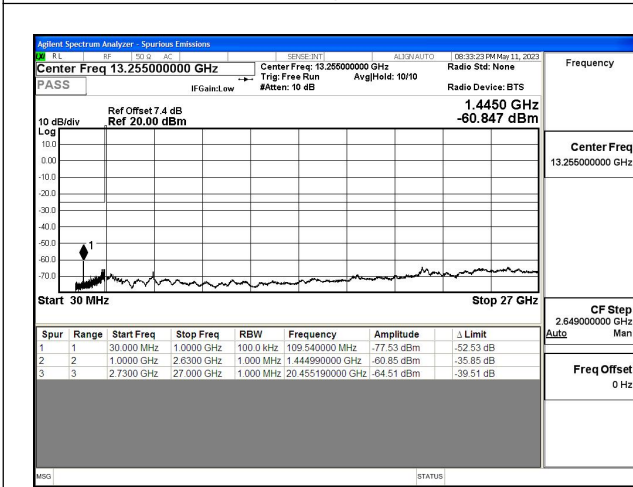 Agilent Spectrum Analyzer - Spurious Emissions
RL RF 50 Ω AC SENSE:INT ALIGN AUTO 08:33:23 PM May 11, 2023
Center Freq 13.255000000 GHz Center Freq: 13.255000000 GHz Radio Std: None
PASS IFGain:Low Trig: Free Run Avg|Hold: 10/10
#Atten: 10 dB Radio Device: BTS
Ref Offset 7.4 dB 1.4450 GHz
10 dB/div Ref 20.00 dBm -60.847 dBm
Log
10.0
0.00
-10.0
-20.0
-30.0
-40.0
-50.0
1
-60.0
-70.0
Start 30 MHz Stop 27 GHz
Spur Range Start Freq Stop Freq RBW Frequency Amplitude Δ Limit
1 1 30.000 MHz 1.0000 GHz 100.0 kHz 109.540000 MHz -77.53 dBm -52.53 dB
2 2 1.0000 GHz 2.6300 GHz 1.000 MHz 1.444990000 GHz -60.85 dBm -35.85 dB
3 3 2.7300 GHz 27.000 GHz 1.000 MHz 20.455190000 GHz -64.51 dBm -39.51 dB
MSG STATUS
Frequency
Center Freq
13.255000000 GHz
CF Step
2.649000000 GHz
Auto Man
Freq Offset
0 Hz